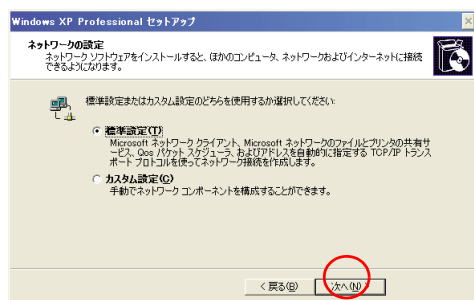 Windows XP Professional セットアップ
ネットワークの設定
ネットワーク ソフトウェアをインストールすると、ほかのコンピュータ、ネットワークおよびインターネットに接続
できるようになります。
標準設定またはカスタム設定のどちらを使用するか選択してください:
標準設定(T)
Microsoft ネットワーク クライアント、Microsoft ネットワークのファイルとプリンタの共有サ
ービス、Qos パケット スケジューラ、およびアドレスを自動的に指定する TCP/IP トランス
ポート プロトコルを使ってネットワーク接続を作成します。
カスタム設定(C)
手動でネットワーク コンポーネントを構成することができます。
< 戻る(B)
次へ(N) >